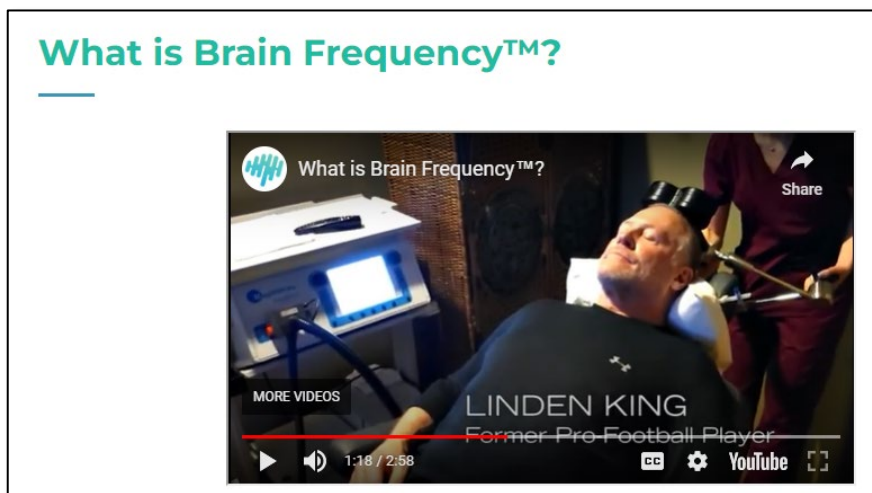 What is Brain Frequency™?
What is Brain Frequency™?
Share
MORE VIDEOS
LINDEN KING
Former Pro-Football Player
1:18 / 2:58
CC
YouTube